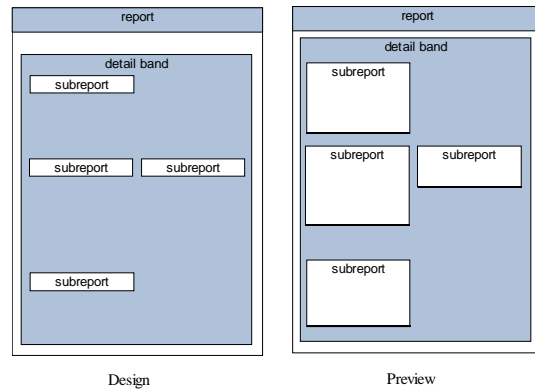 report
detail band
subreport
subreport subreport
subreport
Design
report
detail band
subreport
subreport subreport
subreport
Preview